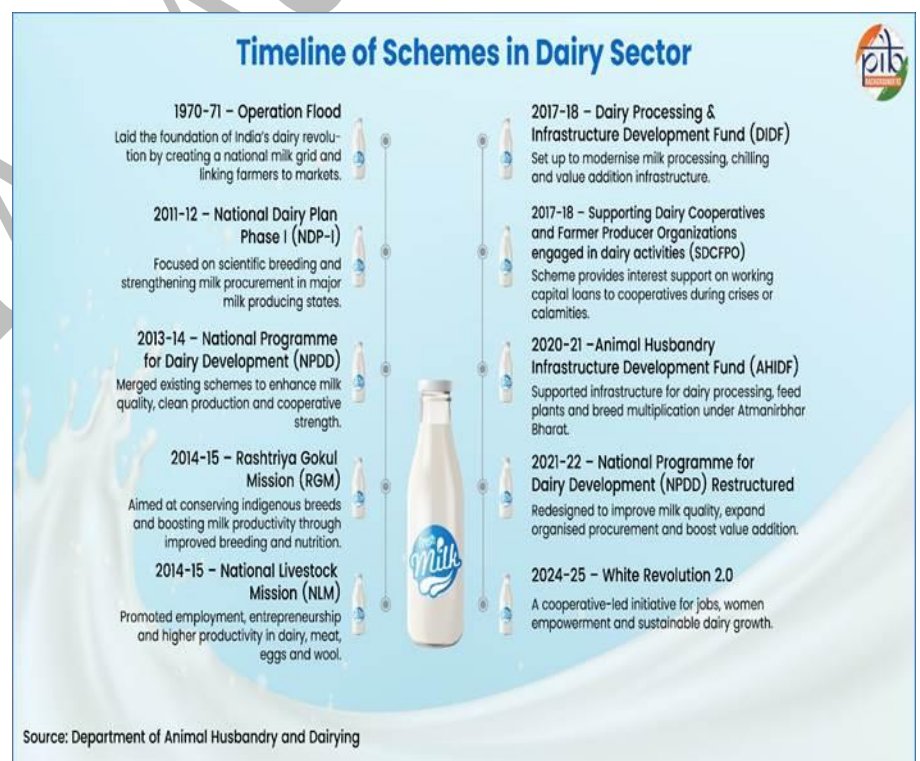 Timeline of Schemes in Dairy Sector
pib
BACKGROUNDERS
1970-71 – Operation Flood
Laid the foundation of India's dairy revolu-
tion by creating a national milk grid and
linking farmers to markets.
2011-12 – National Dairy Plan
Phase I (NDP-I)
Focused on scientific breeding and
strengthening milk procurement in major
milk producing states.
2013-14 – National Programme
for Dairy Development (NPDD)
Merged existing schemes to enhance milk
quality, clean production and cooperative
strength.
2014-15 – Rashtriya Gokul
Mission (RGM)
Aimed at conserving indigenous breeds
and boosting milk productivity through
improved breeding and nutrition.
2014-15 – National Livestock
Mission (NLM)
Promoted employment, entrepreneurship
and higher productivity in dairy, meat,
eggs and wool.
2017-18 – Dairy Processing &
Infrastructure Development Fund (DIDF)
Set up to modernise milk processing, chilling
and value addition infrastructure.
2017-18 – Supporting Dairy Cooperatives
and Farmer Producer Organizations
engaged in dairy activities (SDCFPO)
Scheme provides interest support on working
capital loans to cooperatives during crises or
calamities.
2020-21 –Animal Husbandry
Infrastructure Development Fund (AHIDF)
Supported infrastructure for dairy processing, feed
plants and breed multiplication under Atmanirbhar
Bharat.
2021-22 – National Programme for
Dairy Development (NPDD) Restructured
Redesigned to improve milk quality, expand
organised procurement and boost value addition.
2024-25 – White Revolution 2.0
A cooperative-led initiative for jobs, women
empowerment and sustainable dairy growth.
Fresh
Milk
Source: Department of Animal Husbandry and Dairying